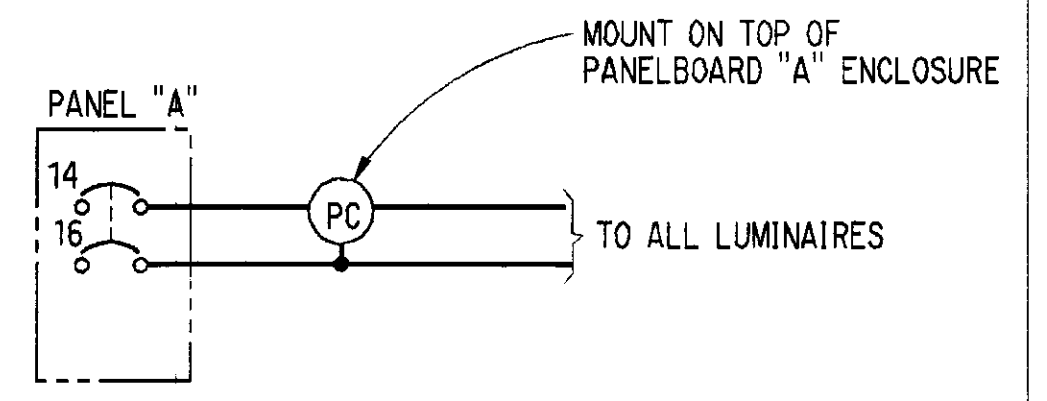 MOUNT ON TOP OF
PANELBOARD "A" ENCLOSURE
PANEL "A"
14
PC
16
TO ALL LUMINAIRES